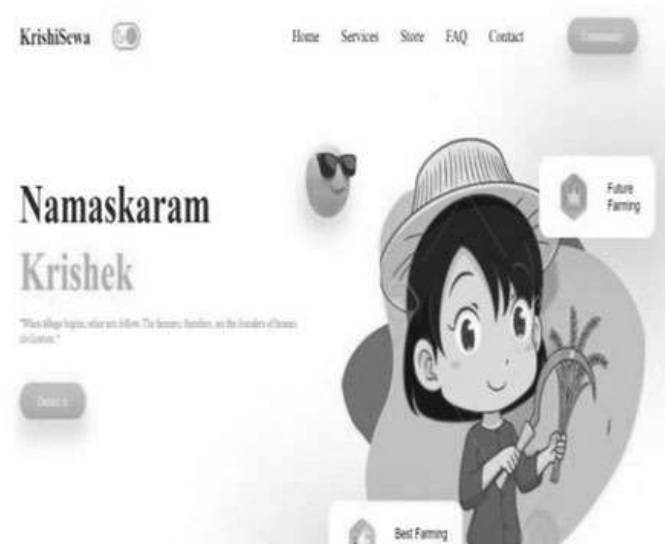 KrishiSewa
Home Services Store FAQ Contact
Future
Farming
Namaskaram
Krishek
"When tillage begins, other arts follow. The farmers, therefore, are the founders of human
civilization."
Best Farming